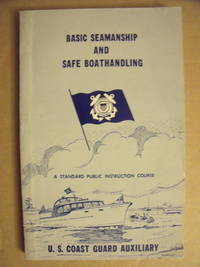 BASIC SEAMANSHIP
AND
SAFE BOATHANDLING
A STANDARD PUBLIC INSTRUCTION COURSE
U. S. COAST GUARD AUXILIARY